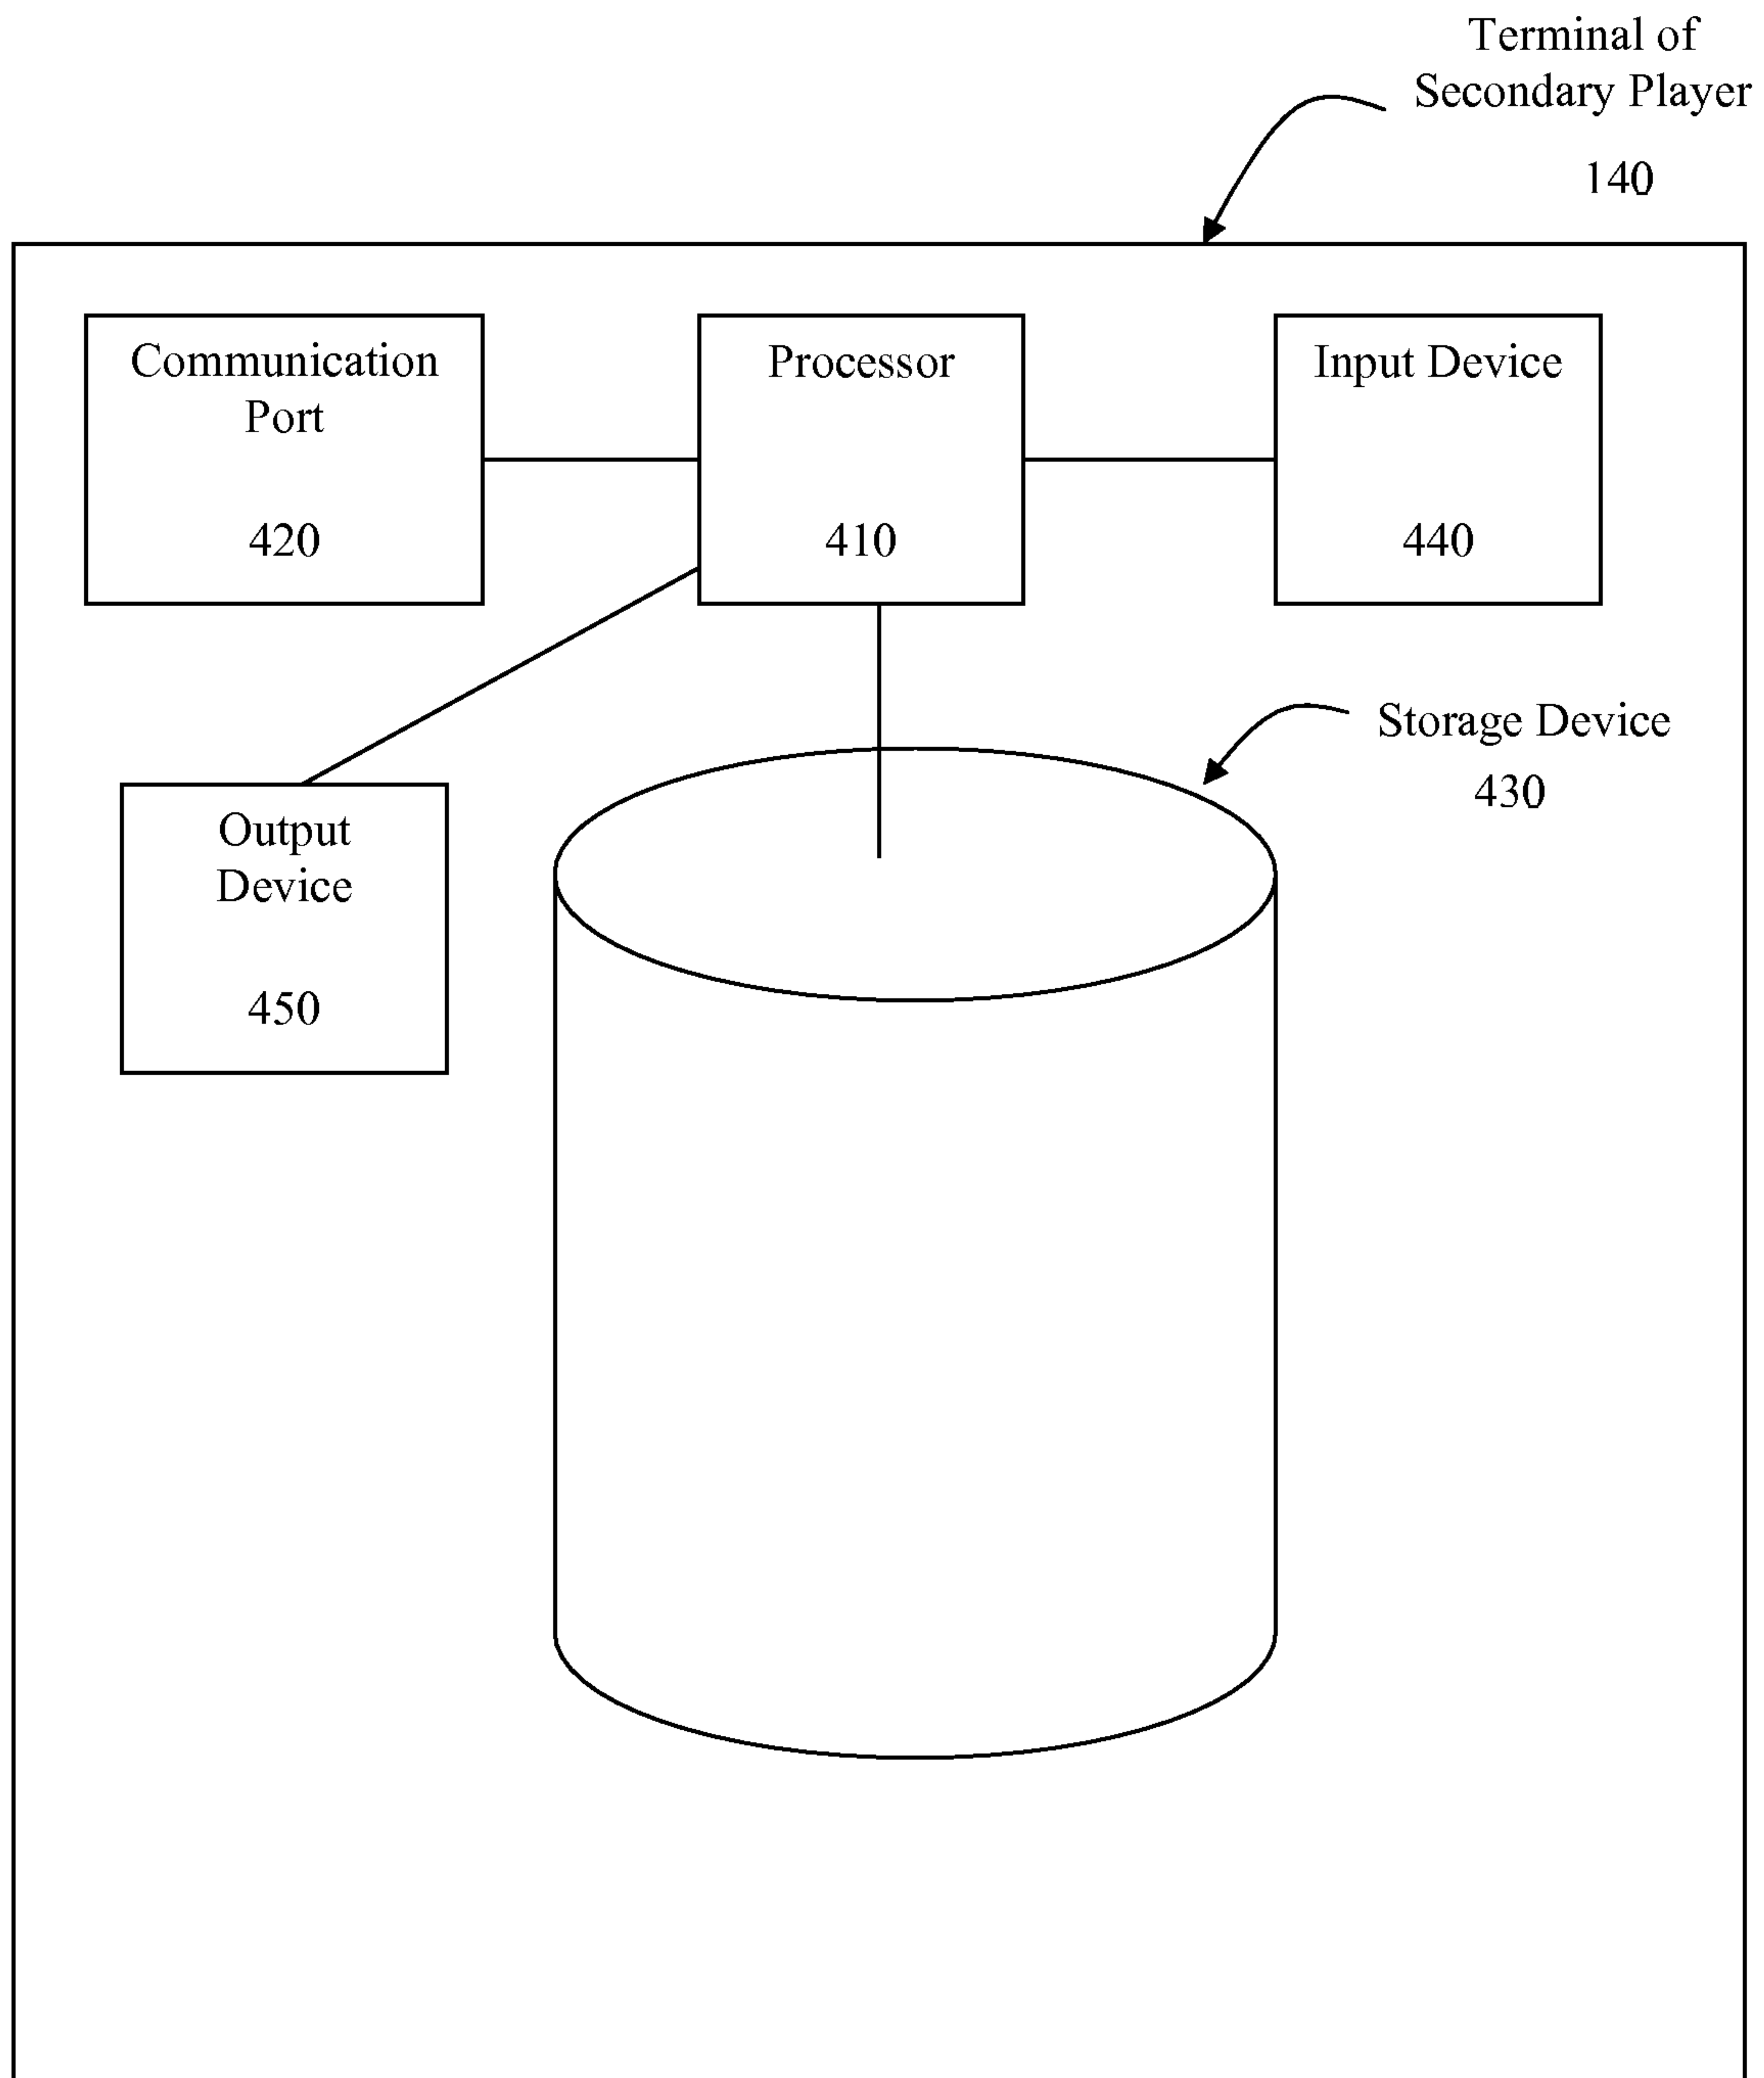 Terminal of
Secondary Player
140
Communication
Port
420
Processor
410
Input Device
440
Storage Device
430
Output
Device
450